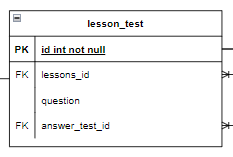 lesson_test
PK id int not null
FK lessons_id
question
FK answer_test_id